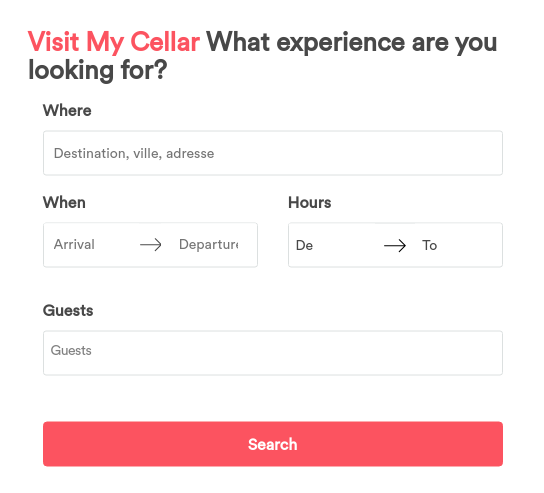 Visit My Cellar What experience are you
looking for?
Where
Destination, ville, adresse
When
Hours
Arrival → Departure
De → To
Guests
Guests
Search